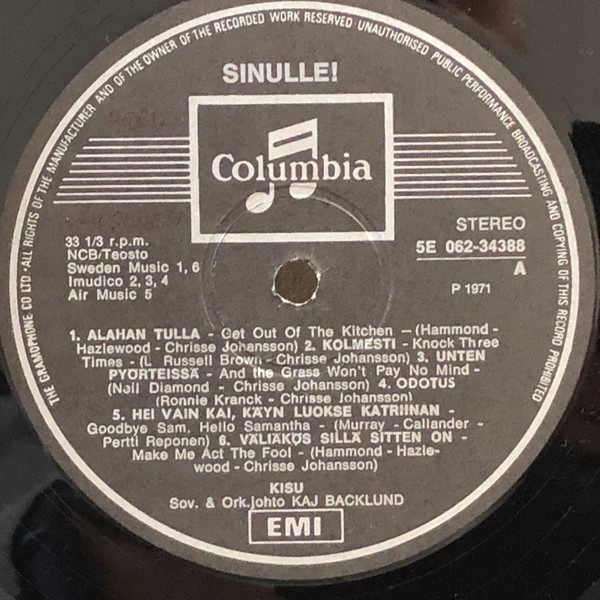 THE GRAMOPHONE CO LTD · ALL RIGHTS OF THE MANUFACTURER AND OF THE OWNER OF THE RECORDED WORK RESERVED · UNAUTHORISED PUBLIC PERFORMANCE BROADCASTING AND COPYING OF THIS RECORD PROHIBITED
SINULLE!
Columbia
STEREO
5E 062-34388
A
P 1971
33 1/3 r.p.m.
NCB/Teosto
Sweden Music 1, 6
Imudico 2, 3, 4
Air Music 5
1. ALAHAN TULLA - Get Out Of The Kitchen - (Hammond -
Hazlewood - Chrisse Johansson) 2. KOLMESTI - Knock Three
Times - (L Russell Brown - Chrisse Johansson) 3. UNTEN
PYÖRTEISSÄ - And the Grass Won't Pay No Mind -
(Neil Diamond - Chrisse Johansson) 4. ODOTUS
(Ronnie Kranck - Chrisse Johansson)
5. HEI VAIN KAI, KÄYN LUOKSE KATRIINAN -
Goodbye Sam, Hello Samantha - (Murray - Callander -
Pertti Reponen) 6. VÄLIÄKÖS SILLÄ SITTEN ON -
Make Me Act The Fool - (Hammond - Hazle-
wood - Chrisse Johansson)
KISU
Sov. & Ork.johto KAJ BACKLUND
EMI